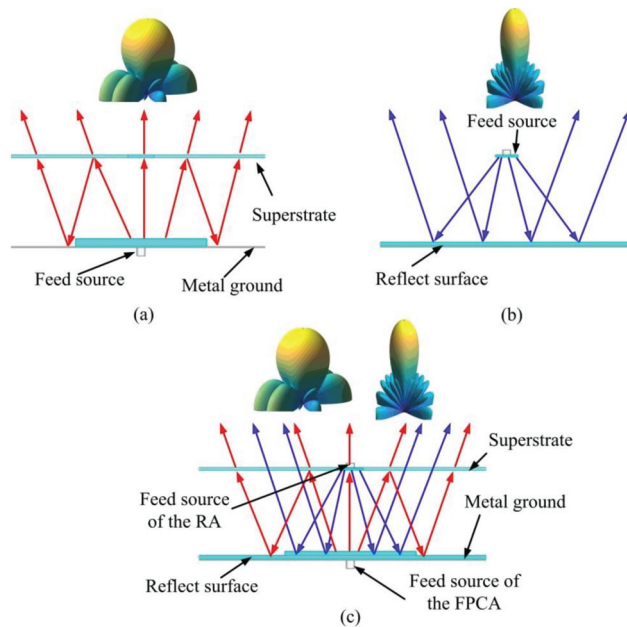 Superstrate
Feed source
Metal ground
(a)
Feed source
Reflect surface
(b)
Superstrate
Feed source
of the RA
Metal ground
Reflect surface
Feed source of
the FPCA
(c)